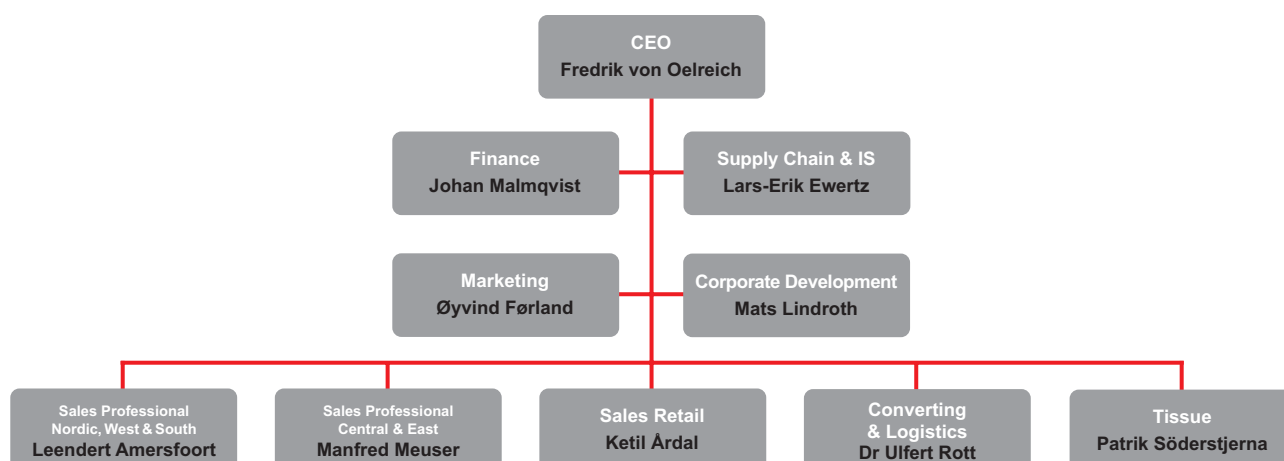 CEO
Fredrik von Oelreich
Finance
Johan Malmqvist
Supply Chain & IS
Lars-Erik Ewertz
Marketing
Øyvind Førland
Corporate Development
Mats Lindroth
Sales Professional
Nordic, West & South
Leendert Amersfoort
Sales Professional
Central & East
Manfred Meuser
Sales Retail
Ketil Årdal
Converting
& Logistics
Dr Ulfert Rott
Tissue
Patrik Söderstjerna